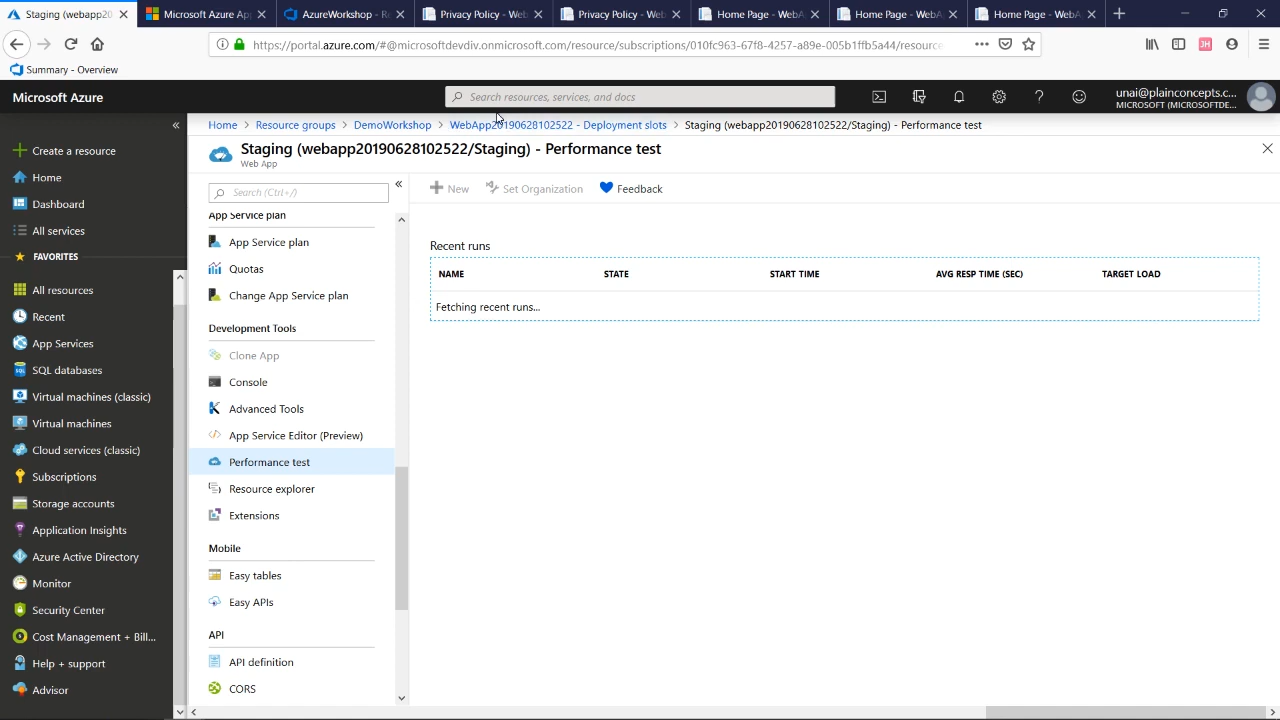 Staging (webapp20
Microsoft Azure Ap
AzureWorkshop - R
Privacy Policy - Web
Privacy Policy - Web
Home Page - WebA
Home Page - WebA
Home Page - WebA
https://portal.azure.com/#@microsoftdevdiv.onmicrosoft.com/resource/subscriptions/010fc963-67f8-4257-a89e-005b1ffb5a44/resource
JH
Summary - Overview
Microsoft Azure
Search resources, services, and docs
unai@plainconcepts.c...
MICROSOFT (MICROSOFTDE...
Home > Resource groups > DemoWorkshop > WebApp20190628102522 - Deployment slots > Staging (webapp20190628102522/Staging) - Performance test
Staging (webapp20190628102522/Staging) - Performance test
Web App
Create a resource
Home
Dashboard
All services
FAVORITES
All resources
Recent
App Services
SQL databases
Virtual machines (classic)
Virtual machines
Cloud services (classic)
Subscriptions
Storage accounts
Application Insights
Azure Active Directory
Monitor
Security Center
Cost Management + Bill...
Help + support
Advisor
Search (Ctrl+/)
App Service plan
App Service plan
Quotas
Change App Service plan
Development Tools
Clone App
Console
Advanced Tools
App Service Editor (Preview)
Performance test
Resource explorer
Extensions
Mobile
Easy tables
Easy APIs
API
API definition
CORS
New
Set Organization
Feedback
Recent runs
NAME STATE START TIME AVG RESP TIME (SEC) TARGET LOAD
Fetching recent runs...